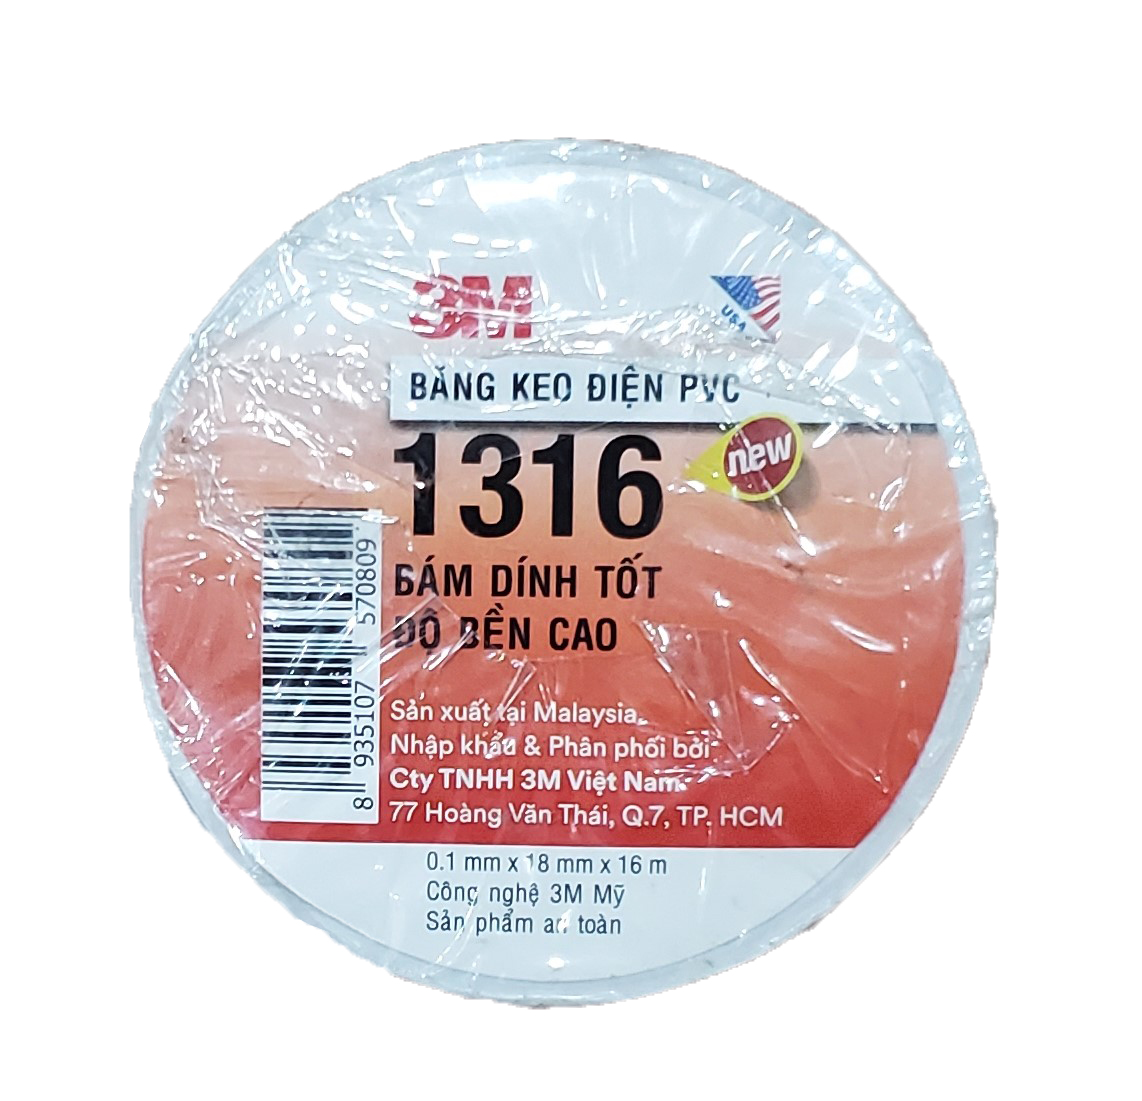 3M
USA
BĂNG KEO ĐIỆN PVC
1316
new
BÁM DÍNH TỐT
ĐỘ BỀN CAO
Sản xuất tại Malaysia
Nhập khẩu & Phân phối bởi
Cty TNHH 3M Việt Nam
77 Hoàng Văn Thái, Q.7, TP. HCM
0.1 mm x 18 mm x 16 m
Công nghệ 3M Mỹ
Sản phẩm an toàn
8 935107 570809